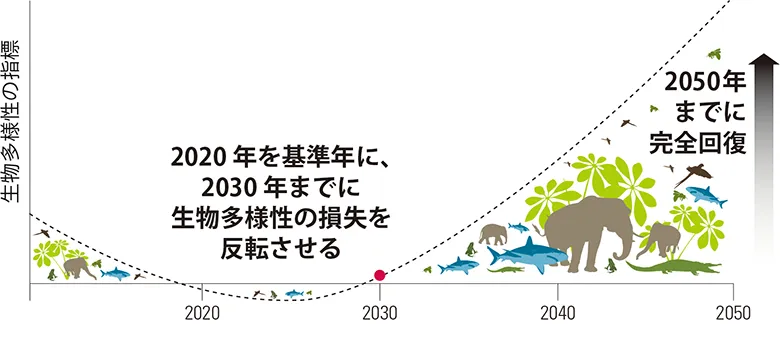 生物多様性の指標
2020 年を基準年に、
2030 年までに
生物多様性の損失を
反転させる
2050年
までに
完全回復
2020
2030
2040
2050